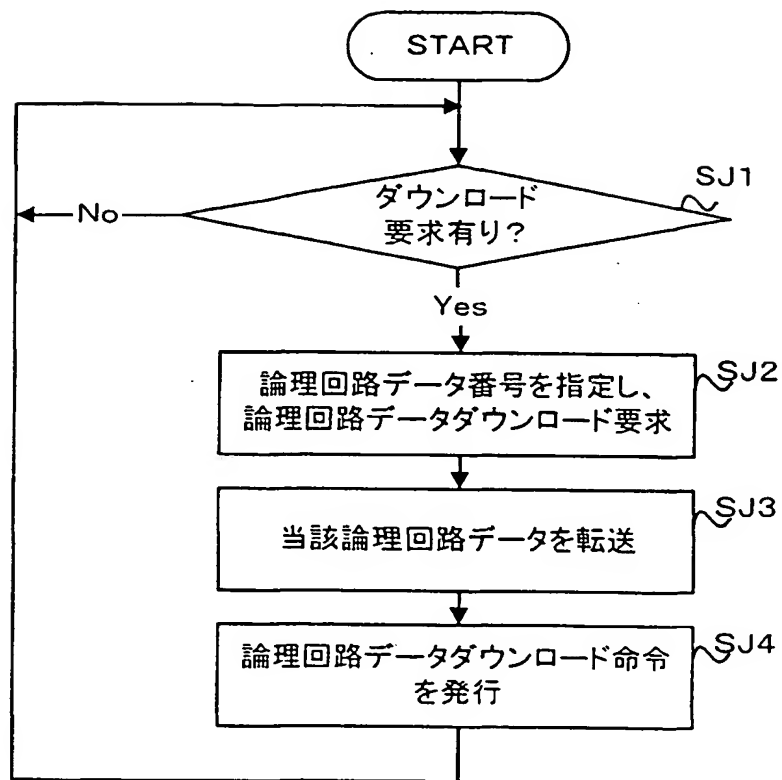 START
ダウンロード
要求有り?
SJ1
No
Yes
論理回路データ番号を指定し、
論理回路データダウンロード要求
SJ2
当該論理回路データを転送
SJ3
論理回路データダウンロード命令
を発行
SJ4